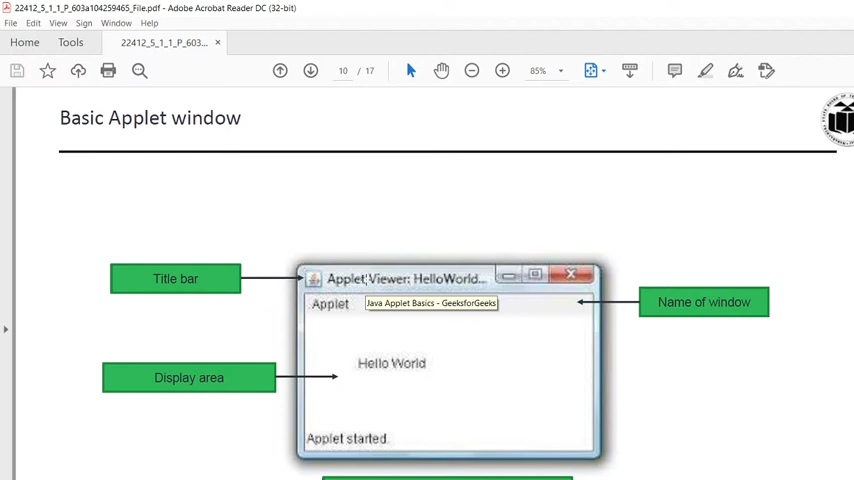 22412_5_1_1_P_603a104259465_File.pdf - Adobe Acrobat Reader DC (32-bit)
File Edit View Sign Window Help
Home Tools 22412_5_1_1_P_603... ×
10 / 17 85%
Basic Applet window
Title bar
Applet Viewer: HelloWorld...
Applet
Java Applet Basics - GeeksforGeeks
Name of window
Hello World
Display area
Applet started.